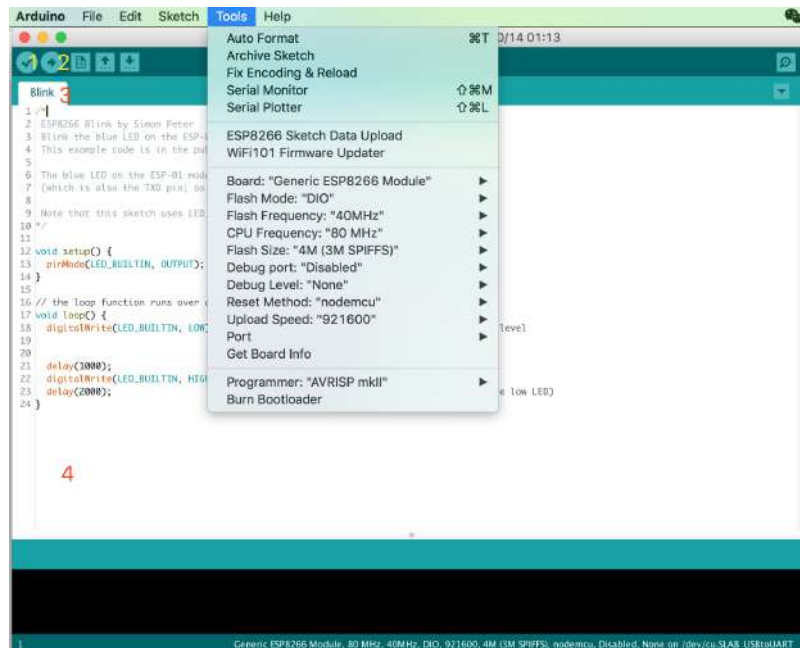 Arduino File Edit Sketch Tools Help
0/14 01:13
1 2
Blink 3
Auto Format ⌘T
Archive Sketch
Fix Encoding & Reload
Serial Monitor ⇧⌘M
Serial Plotter ⇧⌘L
ESP8266 Sketch Data Upload
WiFi101 Firmware Updater
Board: "Generic ESP8266 Module"
Flash Mode: "DIO"
Flash Frequency: "40MHz"
CPU Frequency: "80 MHz"
Flash Size: "4M (3M SPIFFS)"
Debug port: "Disabled"
Debug Level: "None"
Reset Method: "nodemcu"
Upload Speed: "921600"
Port
Get Board Info
Programmer: "AVRISP mkII"
Burn Bootloader
1 /*
2 ESP8266 Blink by Simon Peter
3 Blink the blue LED on the ESP-
4 This example code is in the
5
6 The blue LED on the ESP-01
7 (which is also the TXD pin; so
8
9 Note that this sketch uses LED_
10 */
11
12 void setup() {
13 pinMode(LED_BUILTIN, OUTPUT);
14 }
15
16 // the loop function runs over
17 void loop() {
18 digitalWrite(LED_BUILTIN, LOW level
19
20
21 delay(1000);
22 digitalWrite(LED_BUILTIN, HIG
23 delay(2000); low LED)
24 }
4
1 Generic ESP8266 Module, 80 MHz, 40MHz, DIO, 921600, 4M (3M SPIFFS), nodemcu, Disabled, None on /dev/cu.SLAB_USBtoUART